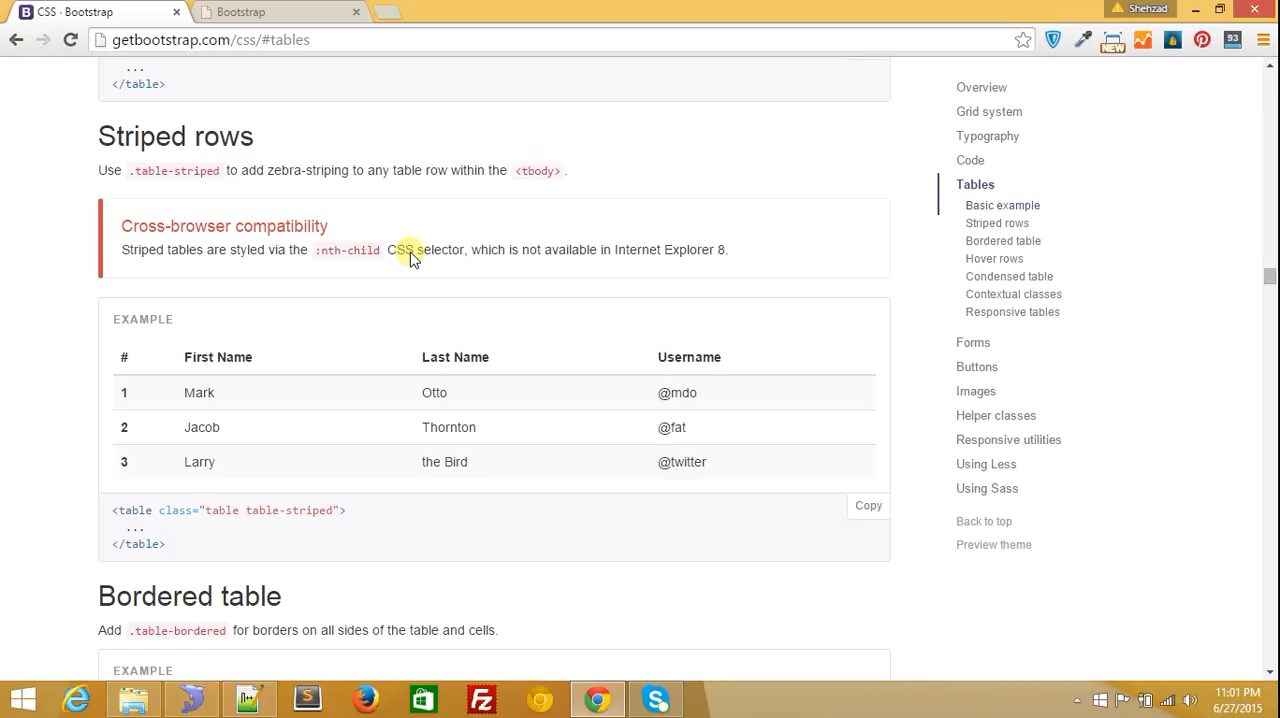 CSS · Bootstrap
Bootstrap
Shehzad
getbootstrap.com/css/#tables
NEW
93
...
</table>
Striped rows
Use .table-striped to add zebra-striping to any table row within the <tbody>.
Cross-browser compatibility
Striped tables are styled via the :nth-child CSS selector, which is not available in Internet Explorer 8.
EXAMPLE
# First Name Last Name Username
1 Mark Otto @mdo
2 Jacob Thornton @fat
3 Larry the Bird @twitter
Copy
<table class="table table-striped">
...
</table>
Bordered table
Add .table-bordered for borders on all sides of the table and cells.
EXAMPLE
Overview
Grid system
Typography
Code
Tables
Basic example
Striped rows
Bordered table
Hover rows
Condensed table
Contextual classes
Responsive tables
Forms
Buttons
Images
Helper classes
Responsive utilities
Using Less
Using Sass
Back to top
Preview theme
11:01 PM
6/27/2015